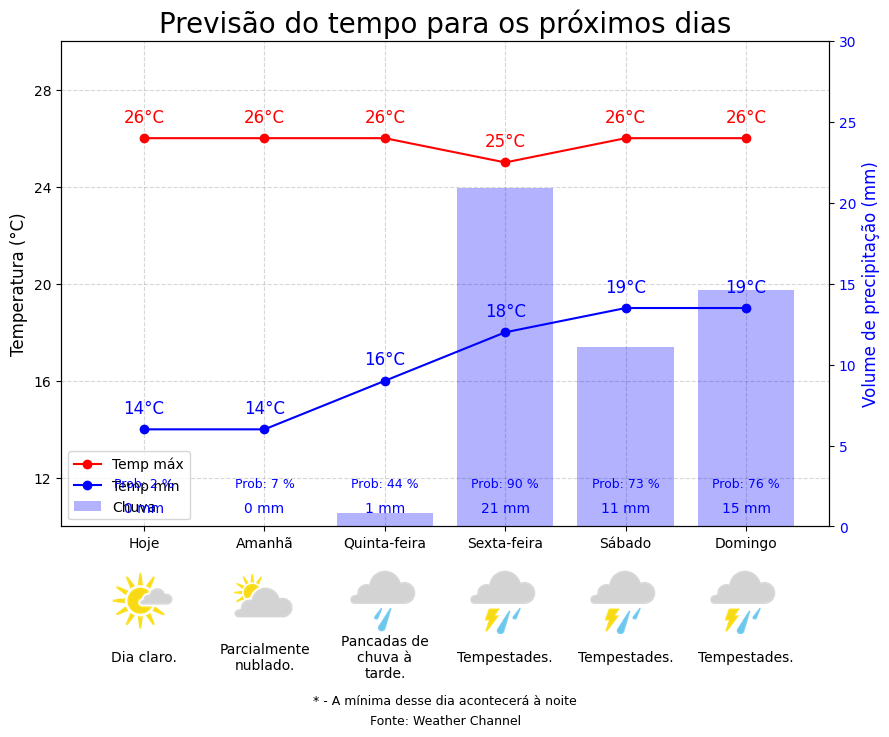 Previsão do tempo para os próximos dias
Temperatura (°C)
28
24
20
16
12
Volume de precipitação (mm)
30
25
20
15
10
5
0
26°C 26°C 26°C 25°C 26°C 26°C
14°C 14°C 16°C 18°C 19°C 19°C
Temp máx
Temp min
Chuva
Prob: 2 % Prob: 7 % Prob: 44 % Prob: 90 % Prob: 73 % Prob: 76 %
0 mm 0 mm 1 mm 21 mm 11 mm 15 mm
Hoje Amanhã Quinta-feira Sexta-feira Sábado Domingo
Dia claro.
Parcialmente
nublado.
Pancadas de
chuva à
tarde.
Tempestades.
Tempestades.
Tempestades.
* - A mínima desse dia acontecerá à noite
Fonte: Weather Channel